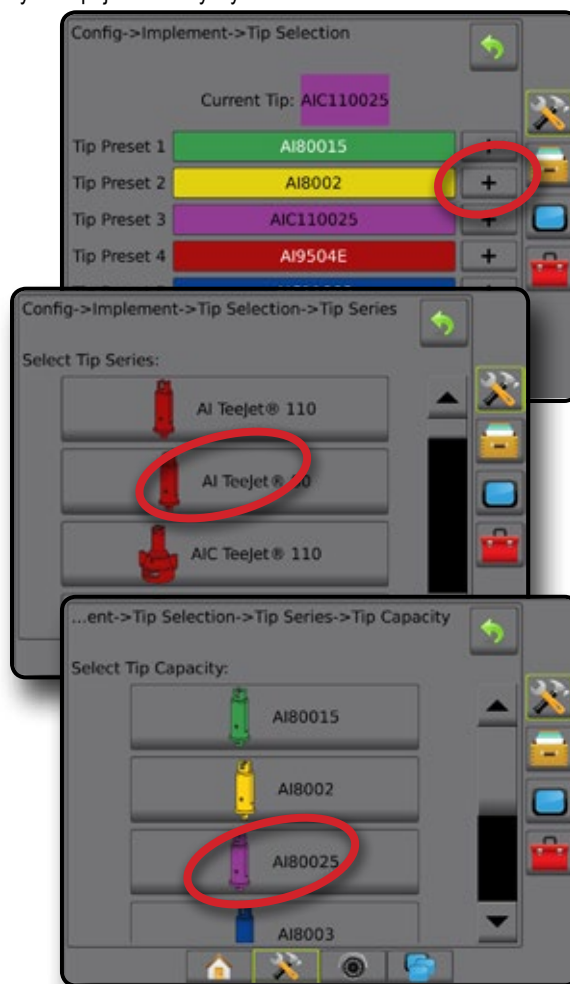 Config->Implement->Tip Selection
Current Tip: AIC110025
Tip Preset 1 AI80015 +
Tip Preset 2 AI8002 +
Tip Preset 3 AIC110025 +
Tip Preset 4 AI9504E +
Config->Implement->Tip Selection->Tip Series
Select Tip Series:
AI TeeJet® 110
AI TeeJet®
AIC TeeJet® 110
...ent->Tip Selection->Tip Series->Tip Capacity
Select Tip Capacity:
AI80015
AI8002
AI80025
AI8003